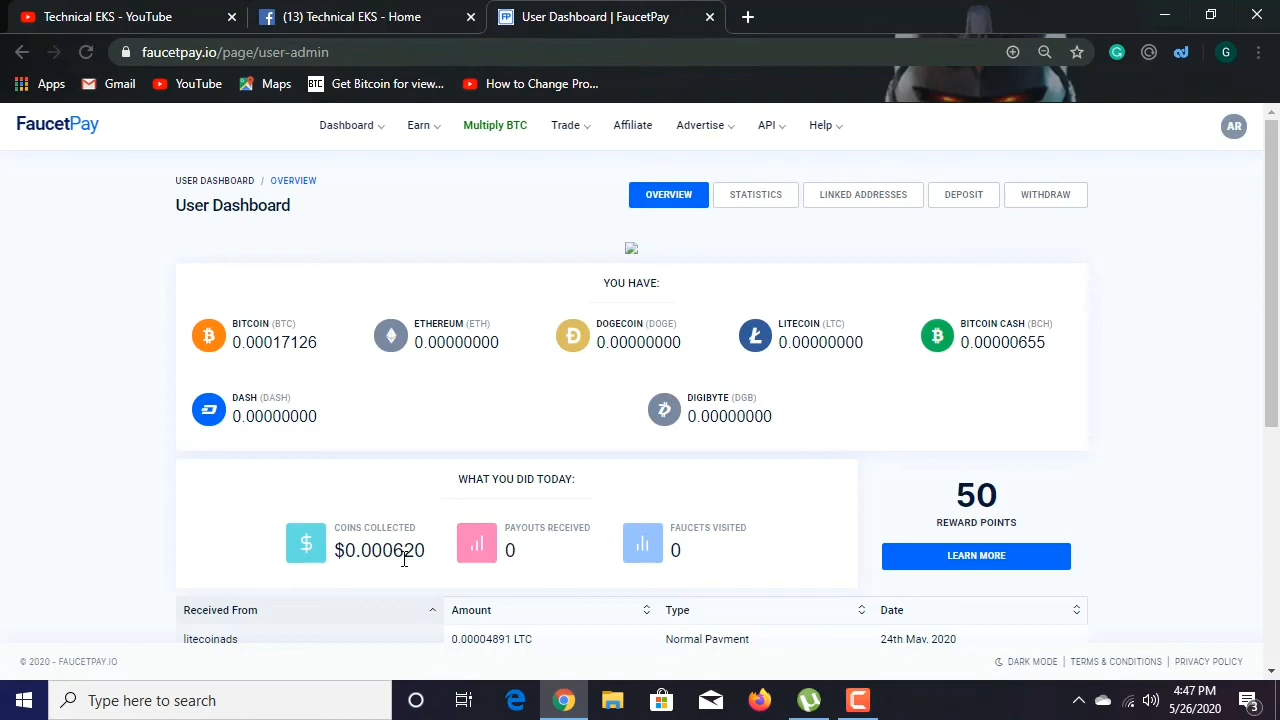 Technical EKS - YouTube
(13) Technical EKS - Home
FP
User Dashboard | FaucetPay
faucetpay.io/page/user-admin
G
Apps
Gmail
YouTube
Maps
BTC
Get Bitcoin for view...
How to Change Pro...
FaucetPay
Dashboard
Earn
Multiply BTC
Trade
Affiliate
Advertise
API
Help
AR
USER DASHBOARD / OVERVIEW
User Dashboard
OVERVIEW
STATISTICS
LINKED ADDRESSES
DEPOSIT
WITHDRAW
YOU HAVE:
BITCOIN (BTC)
0.00017126
ETHEREUM (ETH)
0.00000000
DOGECOIN (DOGE)
0.00000000
LITECOIN (LTC)
0.00000000
BITCOIN CASH (BCH)
0.00000655
DASH (DASH)
0.00000000
DIGIBYTE (DGB)
0.00000000
WHAT YOU DID TODAY:
COINS COLLECTED
$0.000620
PAYOUTS RECEIVED
0
FAUCETS VISITED
0
50
REWARD POINTS
LEARN MORE
Received From
Amount
Type
Date
litecoinads
0.00004891 LTC
Normal Payment
24th May, 2020
© 2020 - FAUCETPAY.IO
DARK MODE | TERMS & CONDITIONS | PRIVACY POLICY
Type here to search
4:47 PM
5/26/2020
3